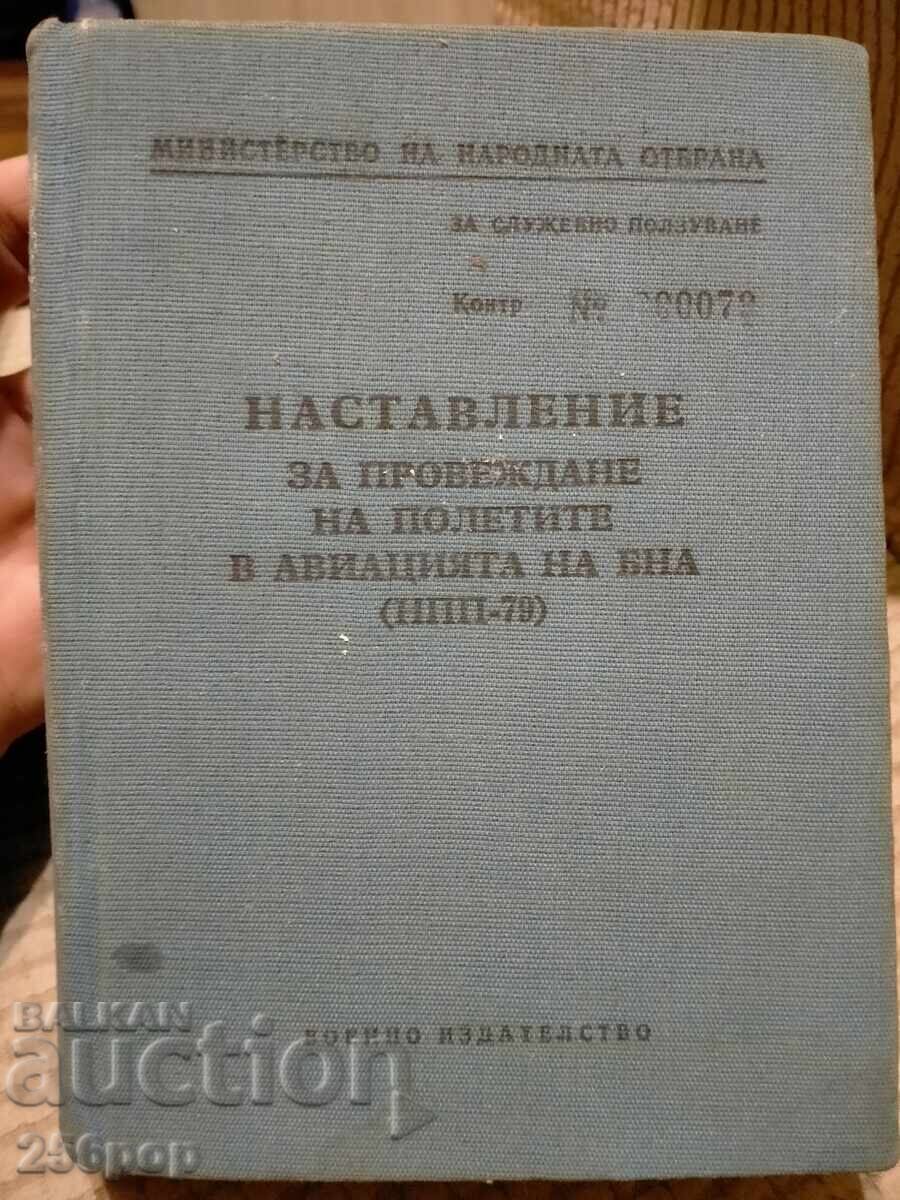 МИНИСТЕРСТВО НА НАРОДНАТА ОТБРАНА
ЗА СЛУЖЕБНО ПОЛЗУВАНЕ
Контр №
НАСТАВЛЕНИЕ
ЗА ПРОВЕЖДАНЕ
НА ПОЛЕТИТЕ
В АВИАЦИЯТА НА БНА
(НПП-79)
ВОЕННО ИЗДАТЕЛСТВО
BALKAN
auction
256pop